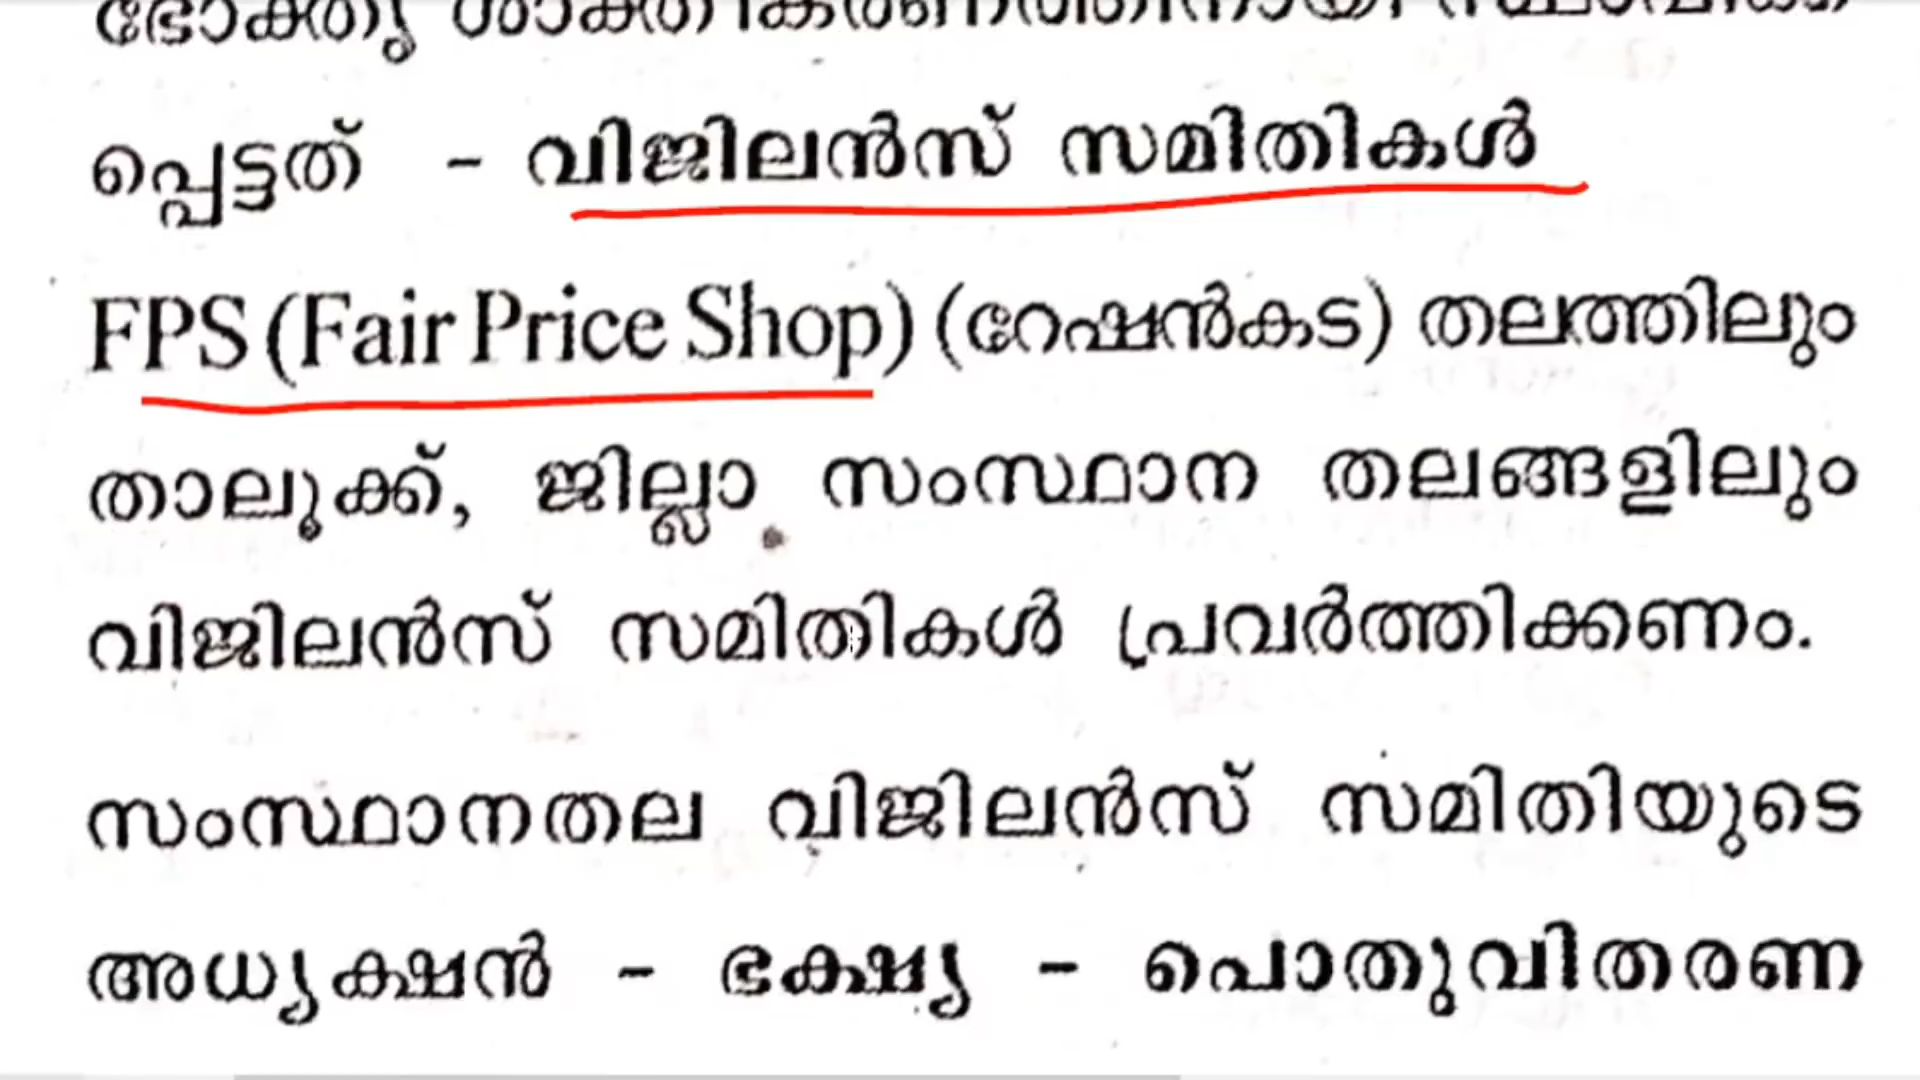 പ്പെട്ടത് - വിജിലൻസ് സമിതികൾ
FPS (Fair Price Shop) (റേഷൻകട) തലത്തിലും
താലൂക്ക്, ജില്ലാ സംസ്ഥാന തലങ്ങളിലും
വിജിലൻസ് സമിതികൾ പ്രവർത്തിക്കണം.
സംസ്ഥാനതല വിജിലൻസ് സമിതിയുടെ
അധ്യക്ഷൻ - ഭക്ഷ്യ - പൊതുവിതരണ